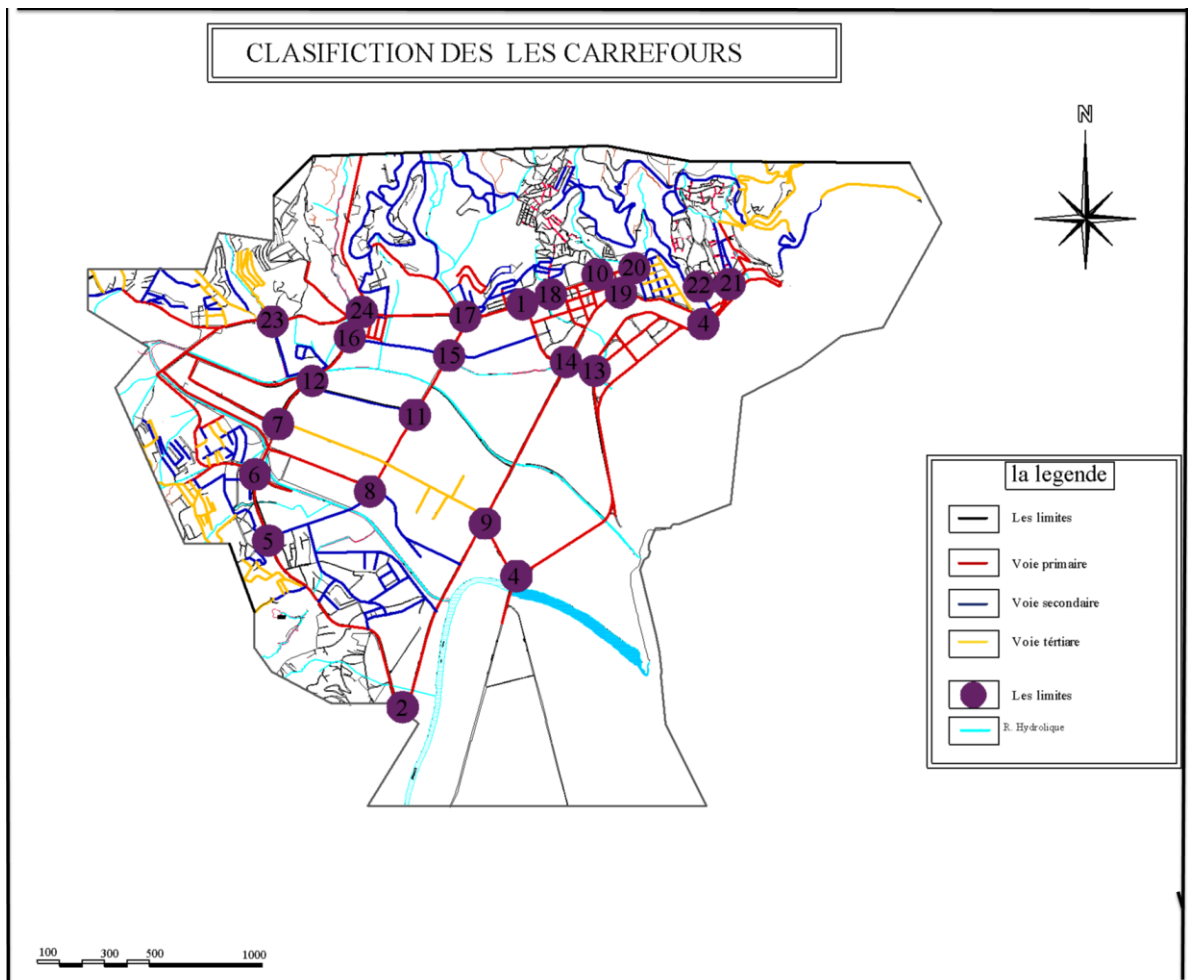 CLASIFICTION DES LES CARREFOURS
N
20
10
22
21
18
19
1
24
17
23
4
16
15
14
13
12
11
7
6
8
9
5
4
2
la legende
Les limites
Voie primaire
Voie secondaire
Voie tértiare
Les limites
R. Hydrolique
100 300 500 1000